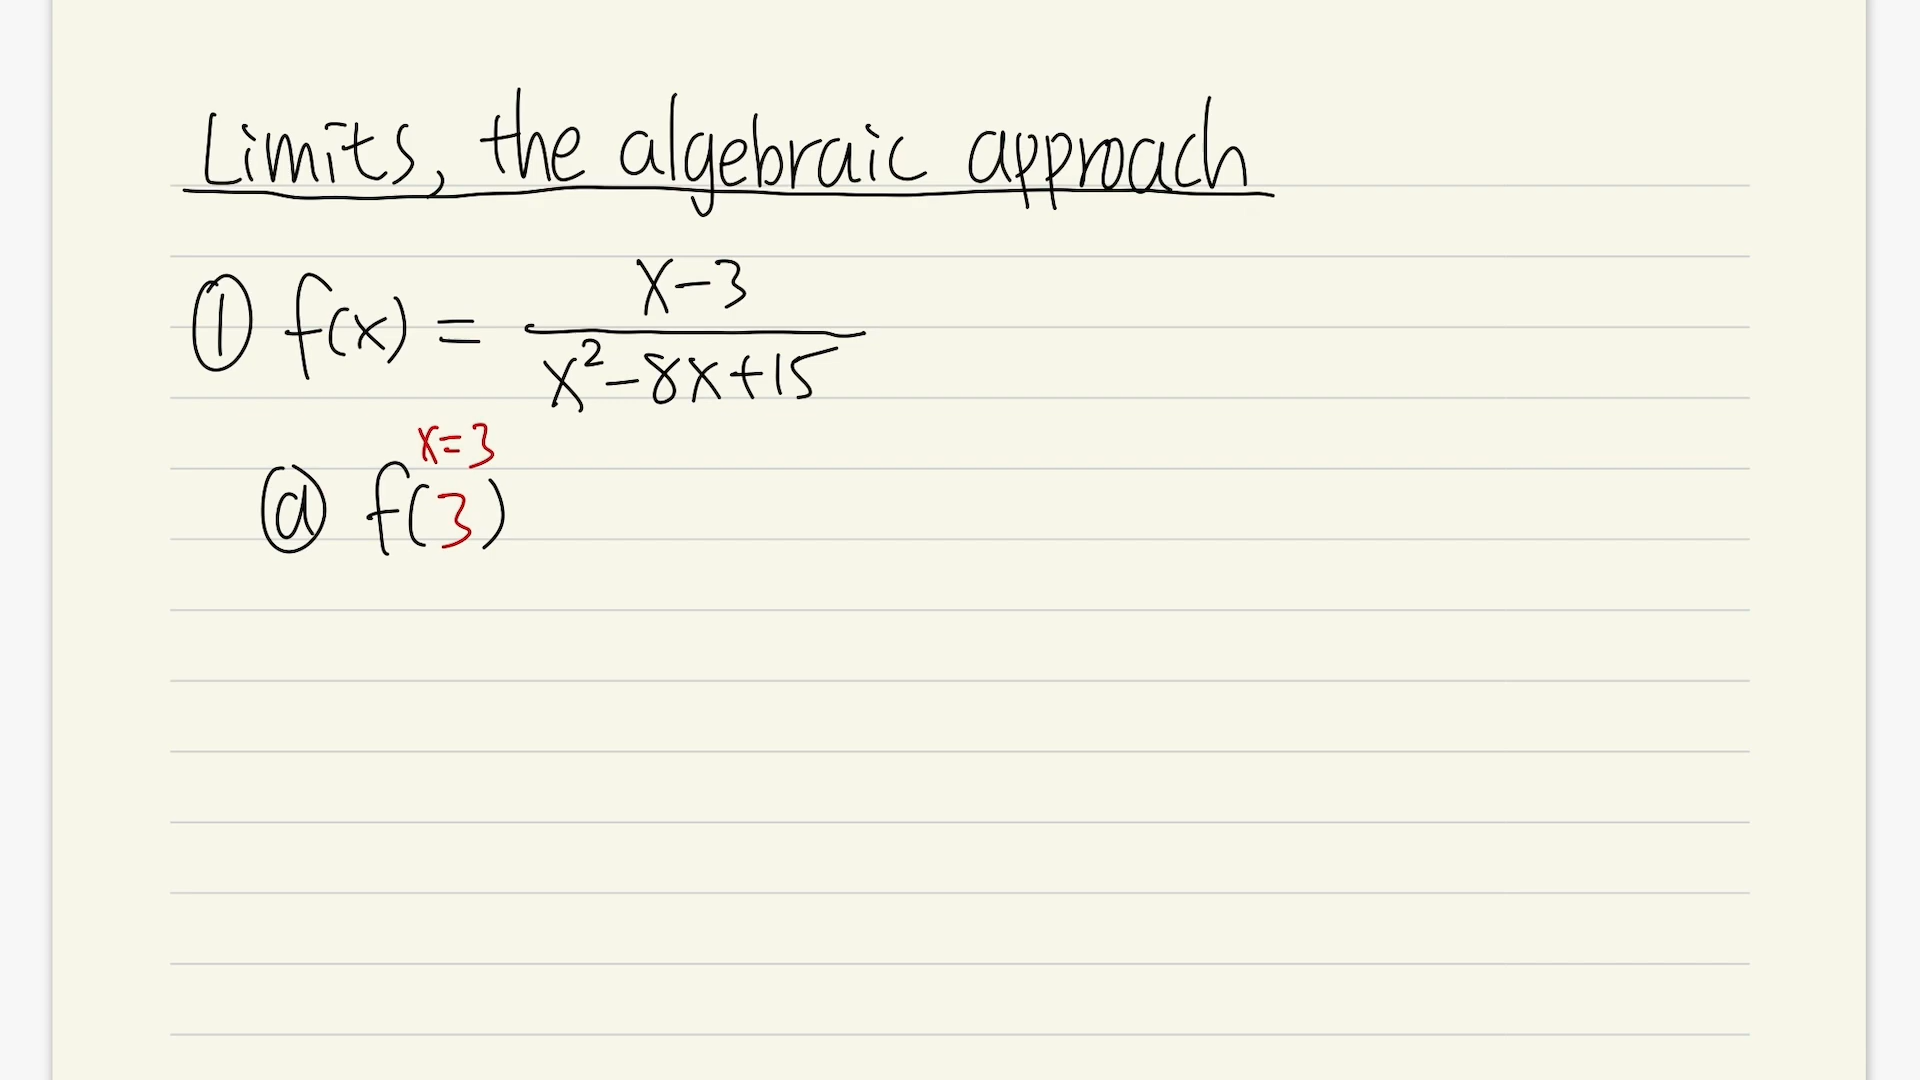 Limits, the algebraic approach
① f(x) = (x-3)/(x²-8x+15)
x=3
ⓐ f(3)